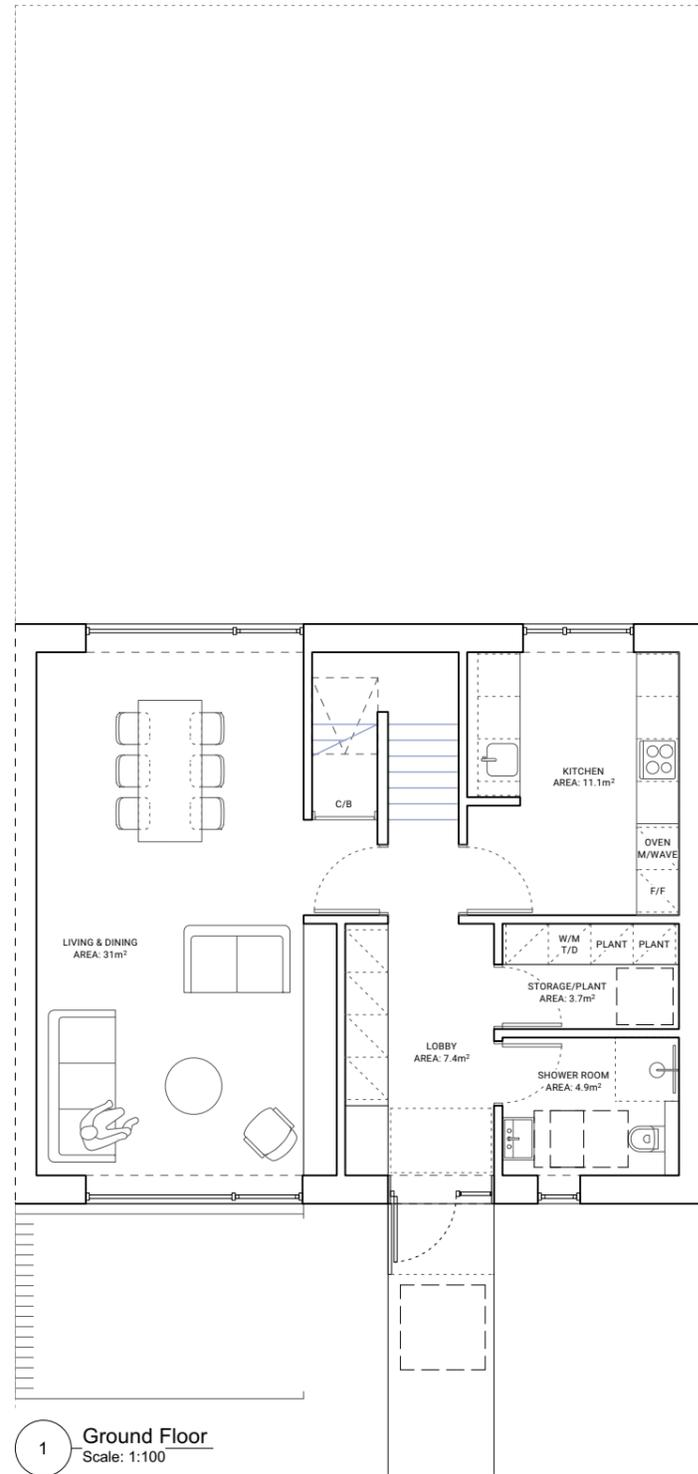 C/B
KITCHEN
AREA: 11.1m²
OVEN
M/WAVE
F/F
LIVING & DINING
AREA: 31m²
W/M
T/D
PLANT
PLANT
STORAGE/PLANT
AREA: 3.7m²
LOBBY
AREA: 7.4m²
SHOWER ROOM
AREA: 4.9m²
1
Ground Floor
Scale: 1:100